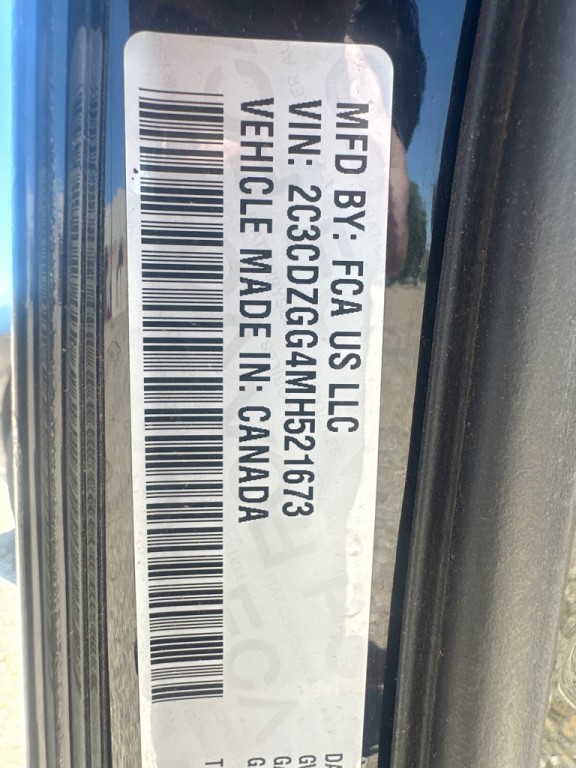 MFD BY: FCA US LLC
VIN: 2C3CDZGG4MH521673
VEHICLE MADE IN: CANADA